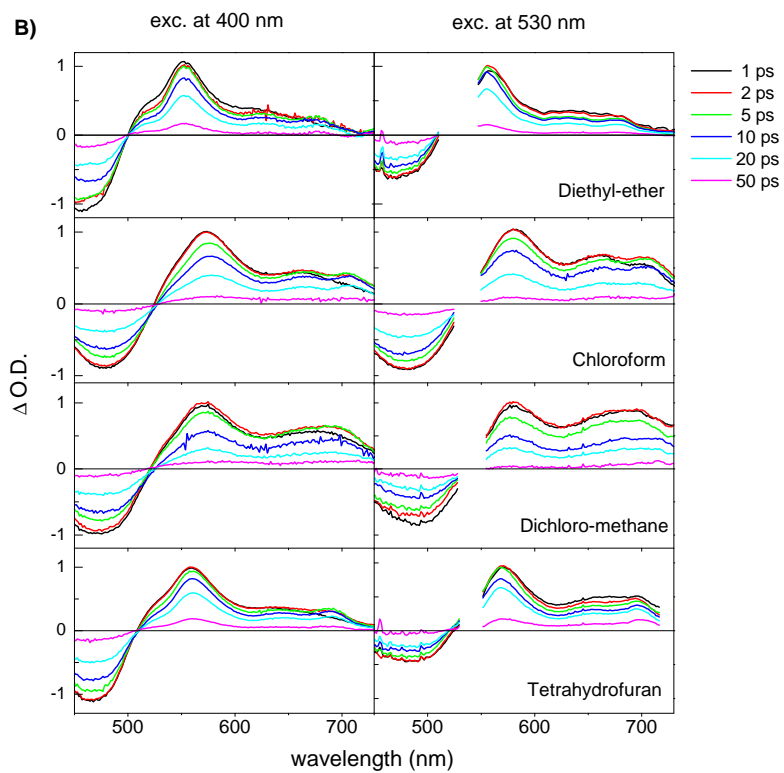 B)
exc. at 400 nm
exc. at 530 nm
1
0
-1
Diethyl-ether
1 ps
2 ps
5 ps
10 ps
20 ps
50 ps
1
0
-1
Chloroform
Δ O.D.
1
0
-1
Dichloro-methane
1
0
-1
Tetrahydrofuran
500 600 700 500 600 700
wavelength (nm)